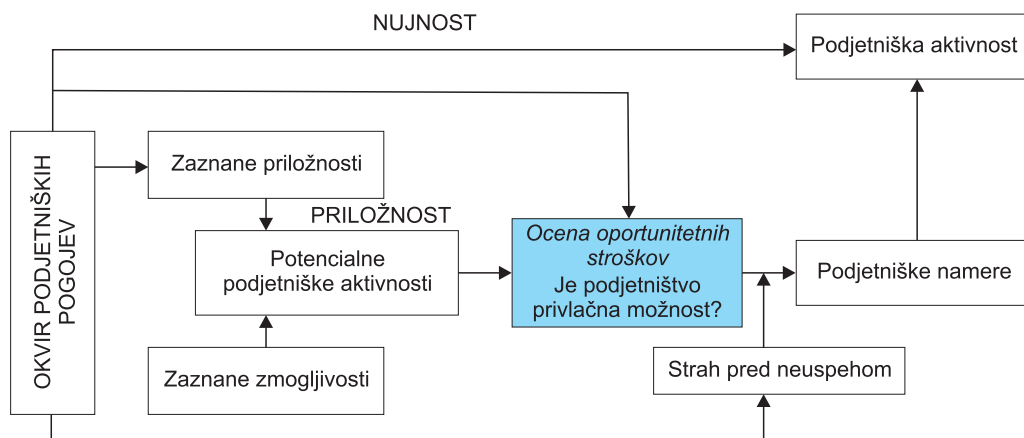 NUJNOST
Podjetniška aktivnost
OKVIR PODJETNIŠKIH
POGOJEV
Zaznane priložnosti
PRILOŽNOST
Potencialne
podjetniške aktivnosti
Ocena oportunitetnih
stroškov
Je podjetništvo
privlačna možnost?
Podjetniške namere
Zaznane zmogljivosti
Strah pred neuspehom